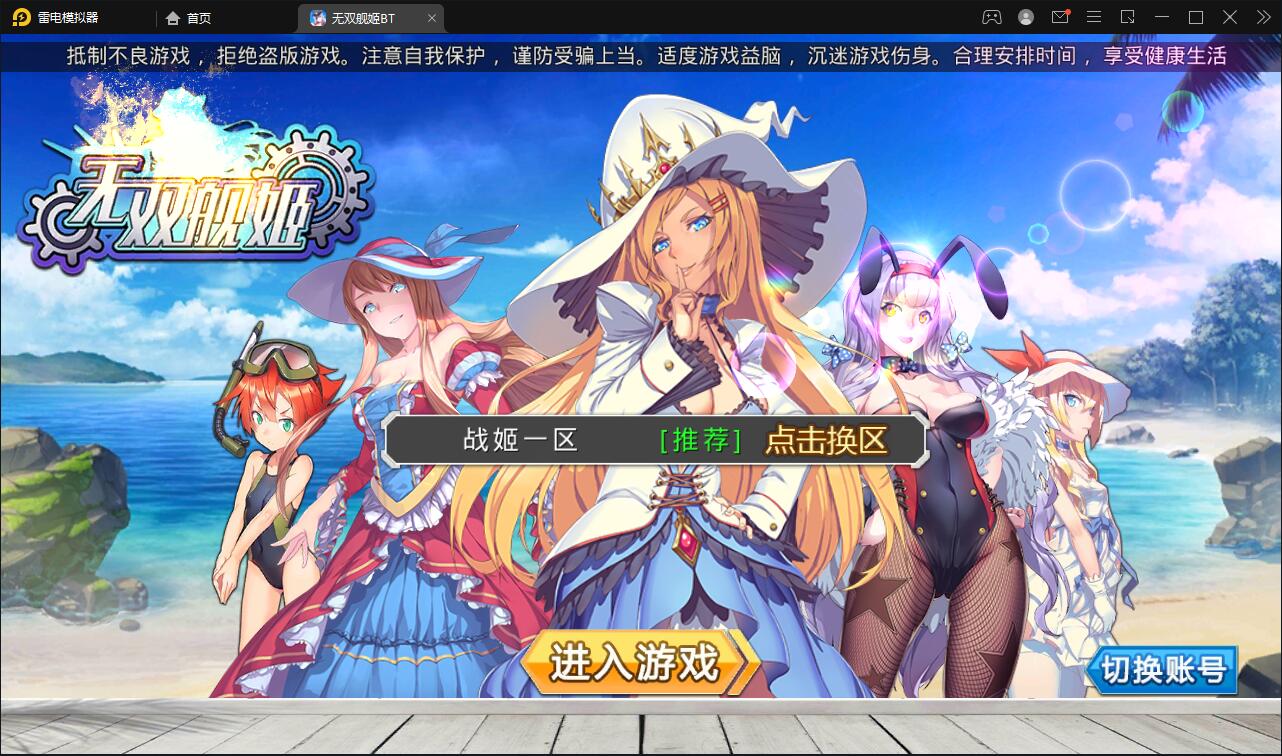 雷电模拟器
首页
无双舰姬BT
抵制不良游戏，拒绝盗版游戏。注意自我保护，谨防受骗上当。适度游戏益脑，沉迷游戏伤身。合理安排时间，享受健康生活
无双舰姬
战姬一区 [推荐] 点击换区
进入游戏
切换账号